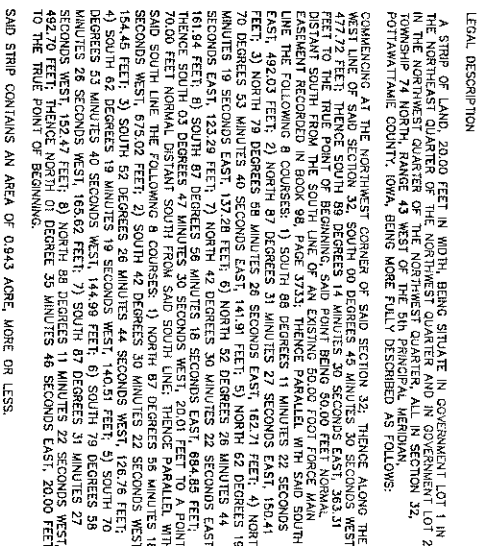 LEGAL DESCRIPTION
A STRIP OF LAND, 20.00 FEET IN WIDTH, BEING SITUATE IN GOVERNMENT LOT 1 IN
THE NORTHEAST QUARTER OF THE NORTHWEST QUARTER AND IN GOVERNMENT LOT 2
IN THE NORTHWEST QUARTER OF THE NORTHWEST QUARTER, ALL IN SECTION 32,
TOWNSHIP 74 NORTH, RANGE 43 WEST OF THE 5th PRINCIPAL MERIDIAN,
POTTAWATTAMIE COUNTY, IOWA, BEING MORE FULLY DESCRIBED AS FOLLOWS:
COMMENCING AT THE NORTHWEST CORNER OF SAID SECTION 32; THENCE ALONG THE
WEST LINE OF SAID SECTION 32, SOUTH 00 DEGREES 45 MINUTES 30 SECONDS WEST
477.72 FEET; THENCE SOUTH 89 DEGREES 14 MINUTES 30 SECONDS EAST 363.31
FEET TO THE TRUE POINT OF BEGINNING, SAID POINT BEING 50.00 FEET NORMAL
DISTANT SOUTH FROM THE SOUTH LINE OF AN EXISTING 50.00 FOOT FORCE MAIN
EASEMENT RECORDED IN BOOK 98, PAGE 3733; THENCE PARALLEL WITH SAID SOUTH
LINE THE FOLLOWING 8 COURSES: 1) SOUTH 88 DEGREES 11 MINUTES 22 SECONDS
EAST, 492.03 FEET; 2) NORTH 87 DEGREES 31 MINUTES 27 SECONDS EAST, 150.41
FEET; 3) NORTH 79 DEGREES 58 MINUTES 26 SECONDS EAST, 162.71 FEET; 4) NORT
70 DEGREES 53 MINUTES 40 SECONDS EAST, 141.91 FEET; 5) NORTH 62 DEGREES 19
MINUTES 19 SECONDS EAST, 137.28 FEET; 6) NORTH 52 DEGREES 26 MINUTES 44
SECONDS EAST, 123.29 FEET; 7) NORTH 42 DEGREES 30 MINUTES 22 SECONDS EAST
161.94 FEET; 8) SOUTH 87 DEGREES 56 MINUTES 18 SECONDS EAST, 684.85 FEET;
THENCE SOUTH 03 DEGREES 47 MINUTES 30 SECONDS WEST, 20.01 FEET TO A POINT
70.00 FEET NORMAL DISTANT SOUTH FROM SAID SOUTH LINE; THENCE PARALLEL WITH
SAID SOUTH LINE THE FOLLOWING 8 COURSES: 1) NORTH 87 DEGREES 56 MINUTES 18
SECONDS WEST, 675.02 FEET; 2) SOUTH 42 DEGREES 30 MINUTES 22 SECONDS WEST
154.45 FEET; 3) SOUTH 52 DEGREES 26 MINUTES 44 SECONDS WEST, 126.76 FEET;
4) SOUTH 62 DEGREES 19 MINUTES 19 SECONDS WEST, 140.51 FEET; 5) SOUTH 70
DEGREES 53 MINUTES 40 SECONDS WEST, 144.99 FEET; 6) SOUTH 79 DEGREES 58
MINUTES 26 SECONDS WEST, 165.62 FEET; 7) SOUTH 87 DEGREES 31 MINUTES 27
SECONDS WEST, 152.47 FEET; 8) NORTH 88 DEGREES 11 MINUTES 22 SECONDS WEST,
492.70 FEET; THENCE NORTH 01 DEGREE 35 MINUTES 46 SECONDS EAST, 20.00 FEET
TO THE TRUE POINT OF BEGINNING.
SAID STRIP CONTAINS AN AREA OF 0.943 ACRE, MORE OR LESS.